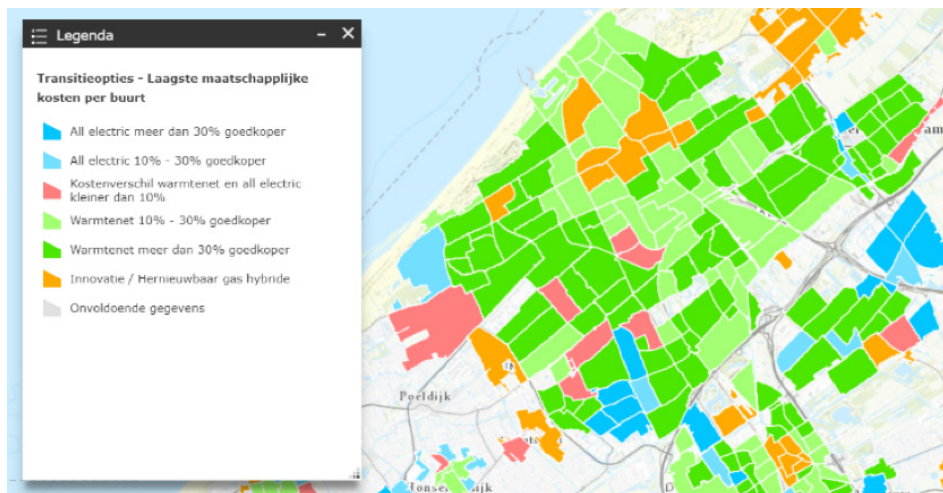 Legenda
Transitieopties - Laagste maatschappelijke
kosten per buurt
All electric meer dan 30% goedkoper
All electric 10% - 30% goedkoper
Kostenverschil warmtenet en all electric
kleiner dan 10%
Warmtenet 10% - 30% goedkoper
Warmtenet meer dan 30% goedkoper
Innovatie / Hernieuwbaar gas hybride
Onvoldoende gegevens
Poeldijk